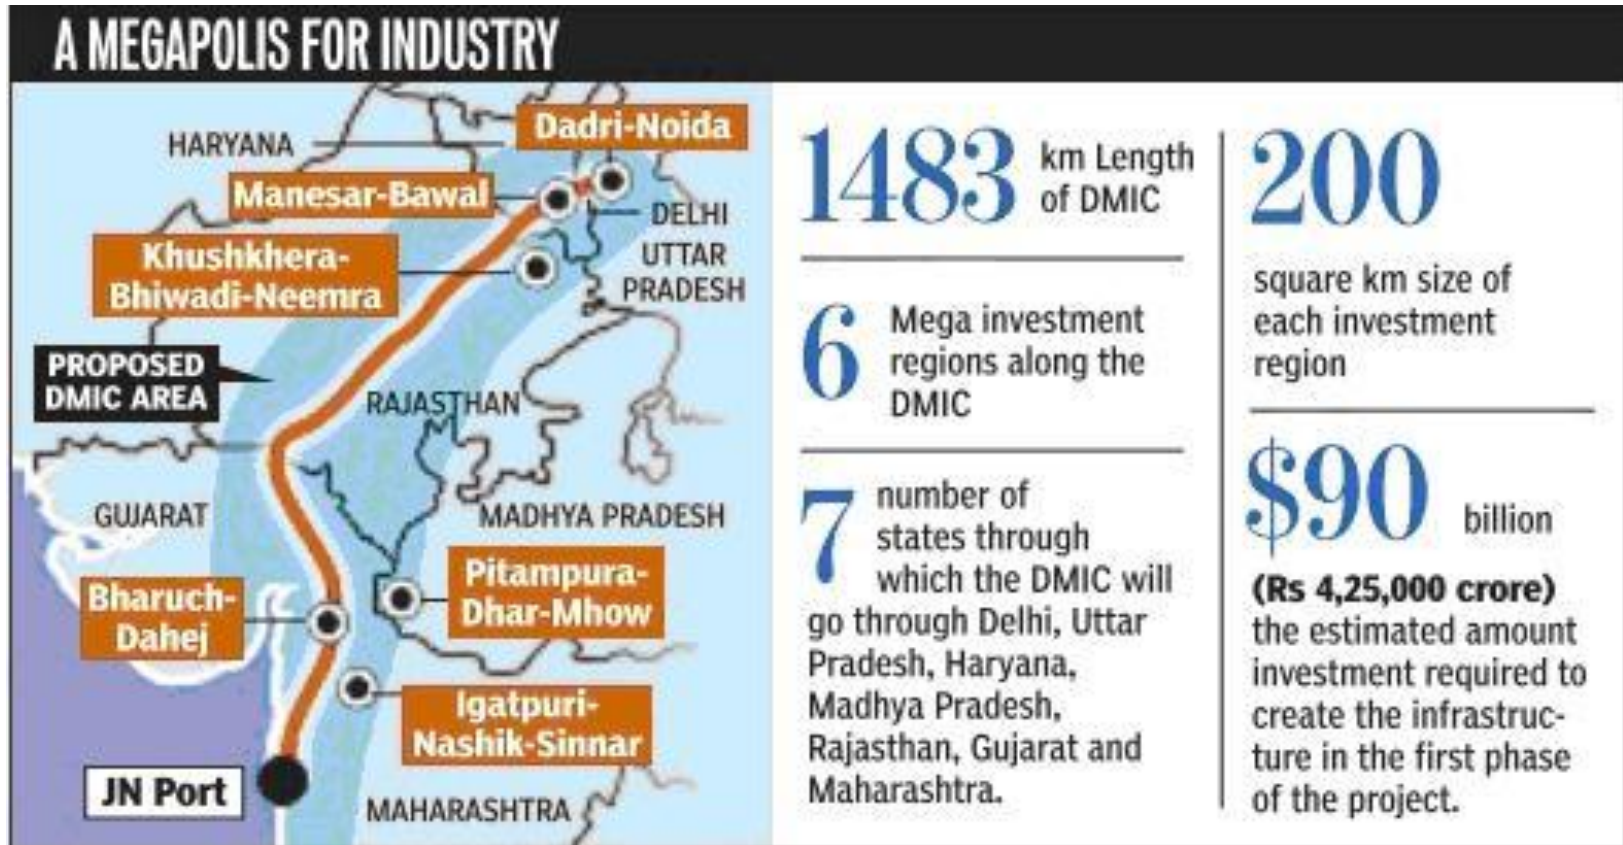 A MEGAPOLIS FOR INDUSTRY
HARYANA
Dadri-Noida
Manesar-Bawal
DELHI
Khushkhera-
Bhiwadi-Neemra
UTTAR
PRADESH
PROPOSED
DMIC AREA
RAJASTHAN
GUJARAT
MADHYA PRADESH
Bharuch-
Dahej
Pitampura-
Dhar-Mhow
Igatpuri-
Nashik-Sinnar
JN Port
MAHARASHTRA
1483 km Length
of DMIC
6 Mega investment
regions along the
DMIC
7 number of
states through
which the DMIC will
go through Delhi, Uttar
Pradesh, Haryana,
Madhya Pradesh,
Rajasthan, Gujarat and
Maharashtra.
200
square km size of
each investment
region
$90 billion
(Rs 4,25,000 crore)
the estimated amount
investment required to
create the infrastruc-
ture in the first phase
of the project.